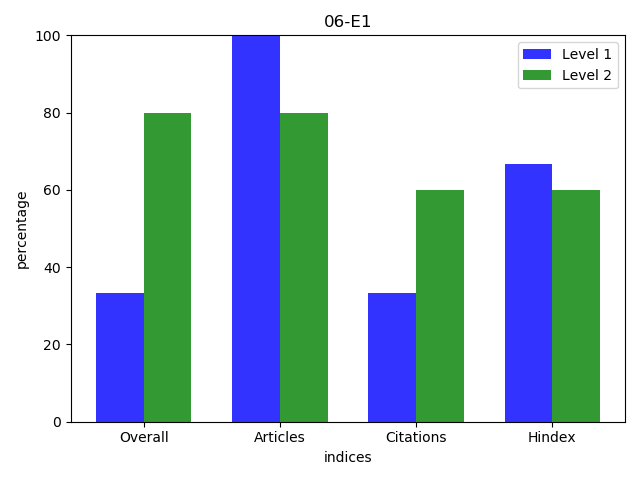 06-E1
Level 1
Level 2
percentage
100
80
60
40
20
0
Overall Articles Citations Hindex
indices